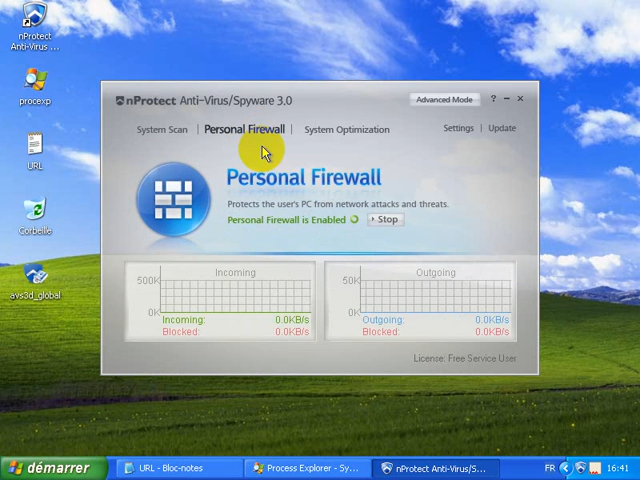 nProtect
Anti-Virus ...
procexp
URL
Corbeille
avs3d_global
nProtect Anti-Virus/Spyware 3.0
Advanced Mode
?
System Scan
Personal Firewall
System Optimization
Settings
Update
Personal Firewall
Protects the user's PC from network attacks and threats.
Personal Firewall is Enabled
Stop
Incoming
500K
0K
Incoming: 0.0KB/s
Blocked: 0.0KB/s
Outgoing
50K
0K
Outgoing: 0.0KB/s
Blocked: 0.0KB/s
License: Free Service User
démarrer
URL - Bloc-notes
Process Explorer - Sy...
nProtect Anti-Virus/S...
FR
16:41